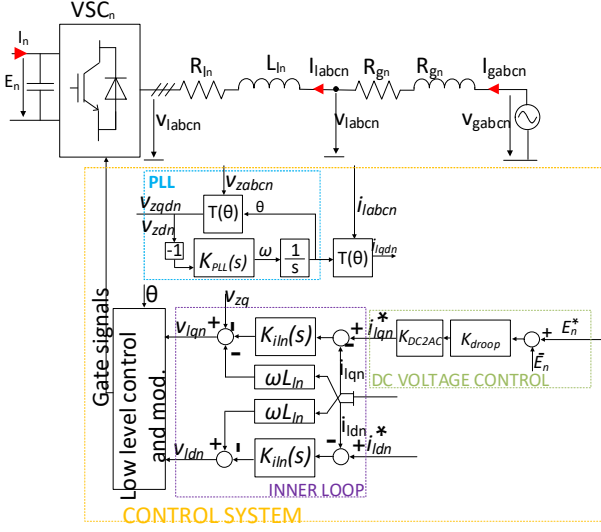 VSCn
In
En
Rln
Lln
Ilabcn
Rgn
Rgn
Igabcn
vlabcn
vlabcn
vgabcn
PLL
vzabcn
vzqdn
vzdn
T(θ)
θ
ilabcn
-1
KPLL(s)
ω
1
s
T(θ)
ilqdn
Gate signals
θ
Low level control
and mod.
vzq
vlqn
+
-
-
Kiln(s)
-
+
ilqn*
KDC2AC
Kdroop
+
En*
-
En
DC VOLTAGE CONTROL
ωLln
ilqn
ωLln
ildn
vldn
+
-
Kiln(s)
-
+
ildn*
INNER LOOP
CONTROL SYSTEM